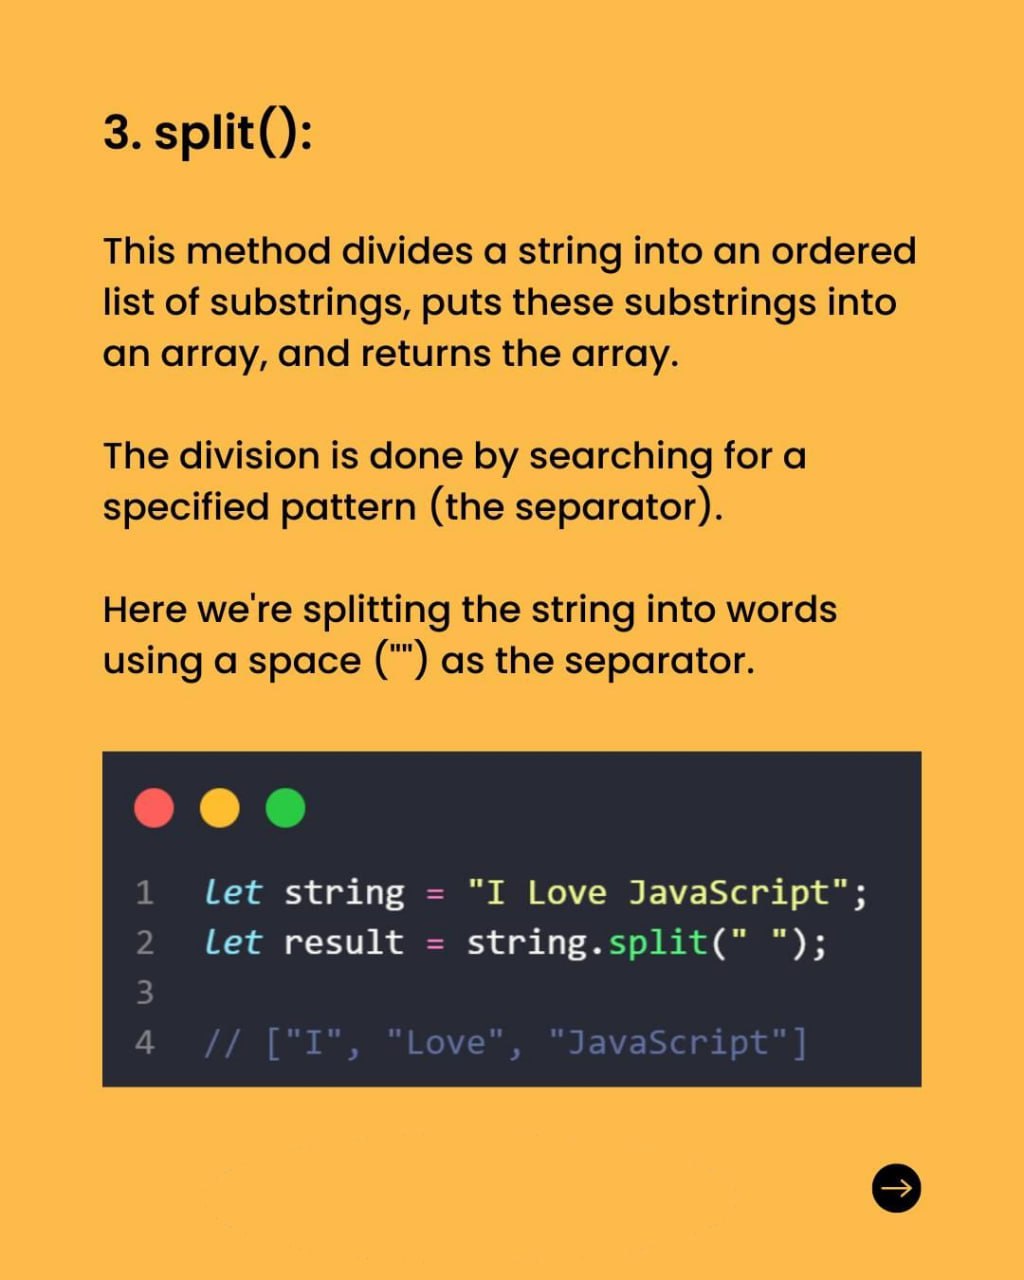 3. split():
This method divides a string into an ordered
list of substrings, puts these substrings into
an array, and returns the array.
The division is done by searching for a
specified pattern (the separator).
Here we're splitting the string into words
using a space ("") as the separator.
1 let string = "I Love JavaScript";
2 let result = string.split(" ");
3
4 // ["I", "Love", "JavaScript"]